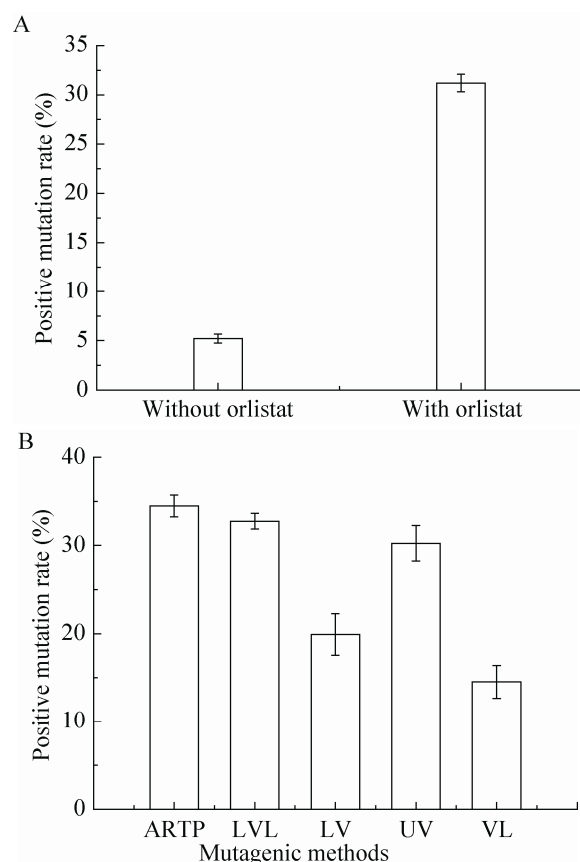 A
Positive mutation rate (%)
35
30
25
20
15
10
5
0
Without orlistat With orlistat
B
Positive mutation rate (%)
40
30
20
10
0
ARTP LVL LV UV VL
Mutagenic methods